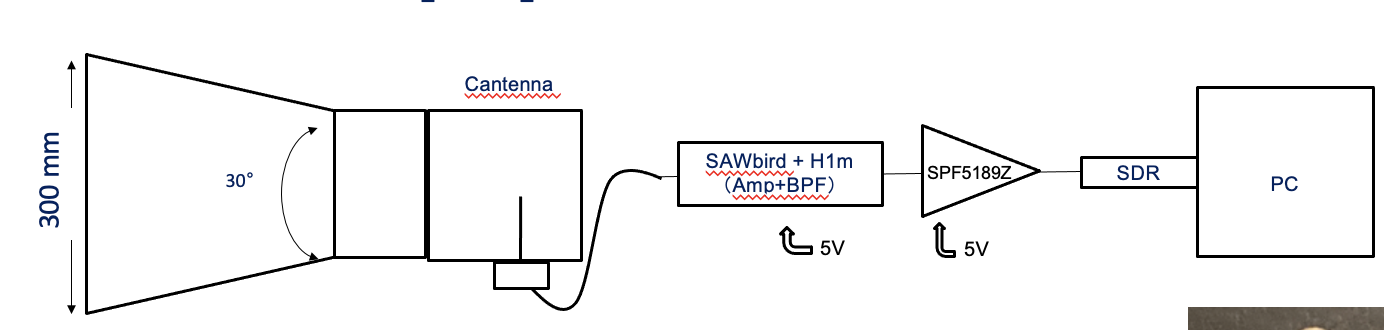 Cantenna
300 mm
30°
SAWbird + H1m
（Amp+BPF）
5V
SPF5189Z
5V
SDR
PC